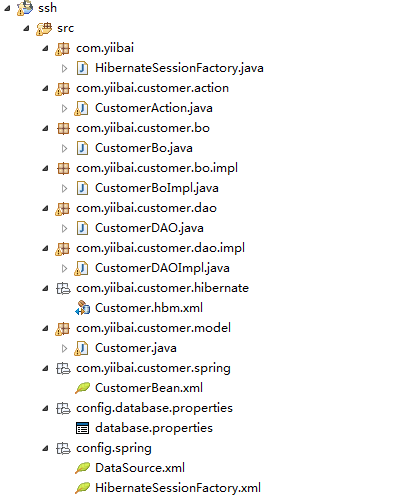 ssh
src
com.yiibai
HibernateSessionFactory.java
com.yiibai.customer.action
CustomerAction.java
com.yiibai.customer.bo
CustomerBo.java
com.yiibai.customer.bo.impl
CustomerBoImpl.java
com.yiibai.customer.dao
CustomerDAO.java
com.yiibai.customer.dao.impl
CustomerDAOImpl.java
com.yiibai.customer.hibernate
Customer.hbm.xml
com.yiibai.customer.model
Customer.java
com.yiibai.customer.spring
CustomerBean.xml
config.database.properties
database.properties
config.spring
DataSource.xml
HibernateSessionFactory.xml